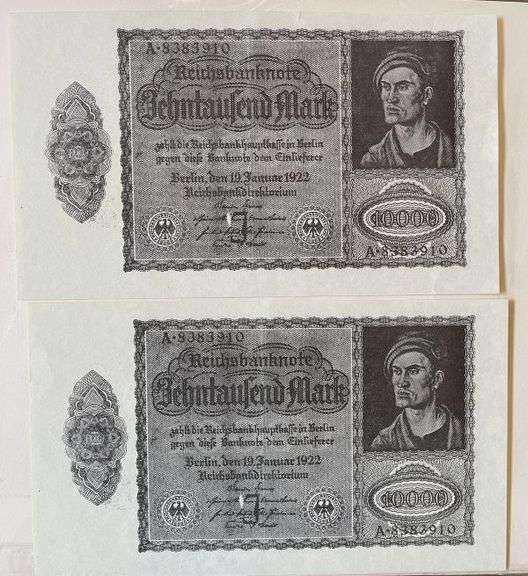 A·8383910
Reichsbanknote
Zehntausend Mark
zahlt die Reichsbankhauptkasse in Berlin
gegen diese Banknote dem Einlieferer
Berlin, den 19. Januar 1922
Reichsbankdirektorium
10000
A·8383910
A·8383910
Reichsbanknote
Zehntausend Mark
zahlt die Reichsbankhauptkasse in Berlin
gegen diese Banknote dem Einlieferer
Berlin, den 19. Januar 1922
Reichsbankdirektorium
10000
A·8383910